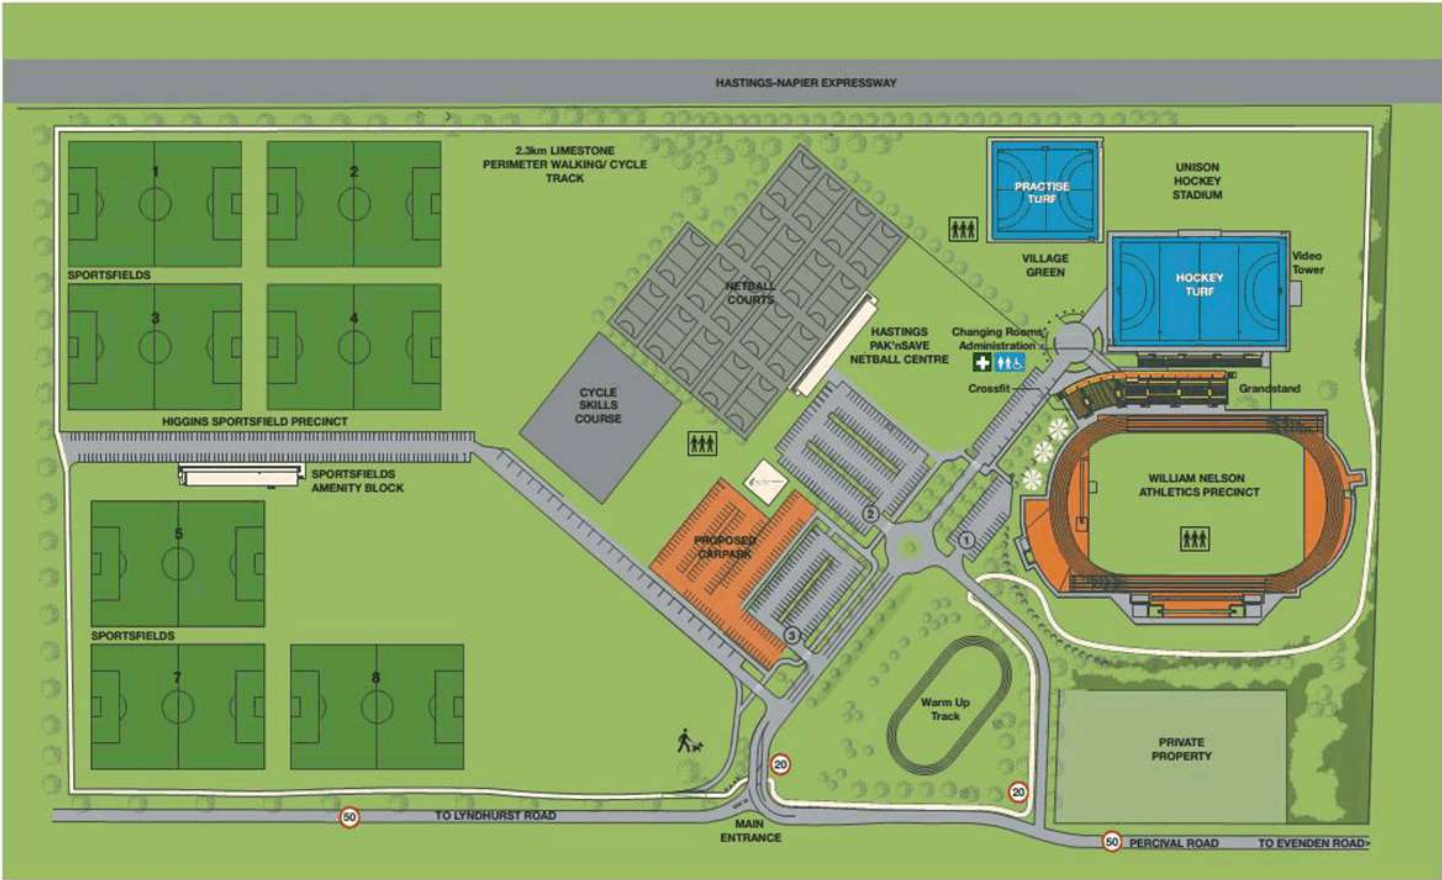 HASTINGS-NAPIER EXPRESSWAY
2.3km LIMESTONE
PERIMETER WALKING/ CYCLE
TRACK
1
2
SPORTSFIELDS
3
4
HIGGINS SPORTSFIELD PRECINCT
SPORTSFIELDS
AMENITY BLOCK
5
SPORTSFIELDS
7
8
NETBALL
COURTS
CYCLE
SKILLS
COURSE
HASTINGS
PAK'nSAVE
NETBALL CENTRE
PRACTISE
TURF
UNISON
HOCKEY
STADIUM
VILLAGE
GREEN
HOCKEY
TURF
Video
Tower
Changing Rooms
Administration
Crossfit
Grandstand
WILLIAM NELSON
ATHLETICS PRECINCT
PROPOSED
CARPARK
2
1
3
Warm Up
Track
PRIVATE
PROPERTY
20
20
50
TO LYNDHURST ROAD
MAIN
ENTRANCE
50
PERCIVAL ROAD
TO EVENDEN ROAD>